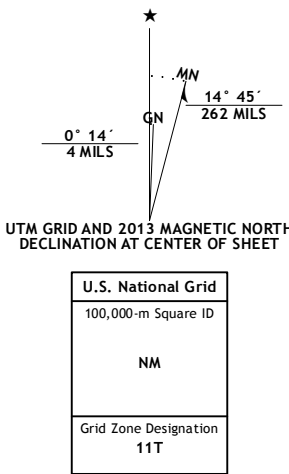 ★
MN
GN
14° 45´
262 MILS
0° 14´
4 MILS
UTM GRID AND 2013 MAGNETIC NORTH
DECLINATION AT CENTER OF SHEET
U.S. National Grid
100,000-m Square ID
NM
Grid Zone Designation
11T